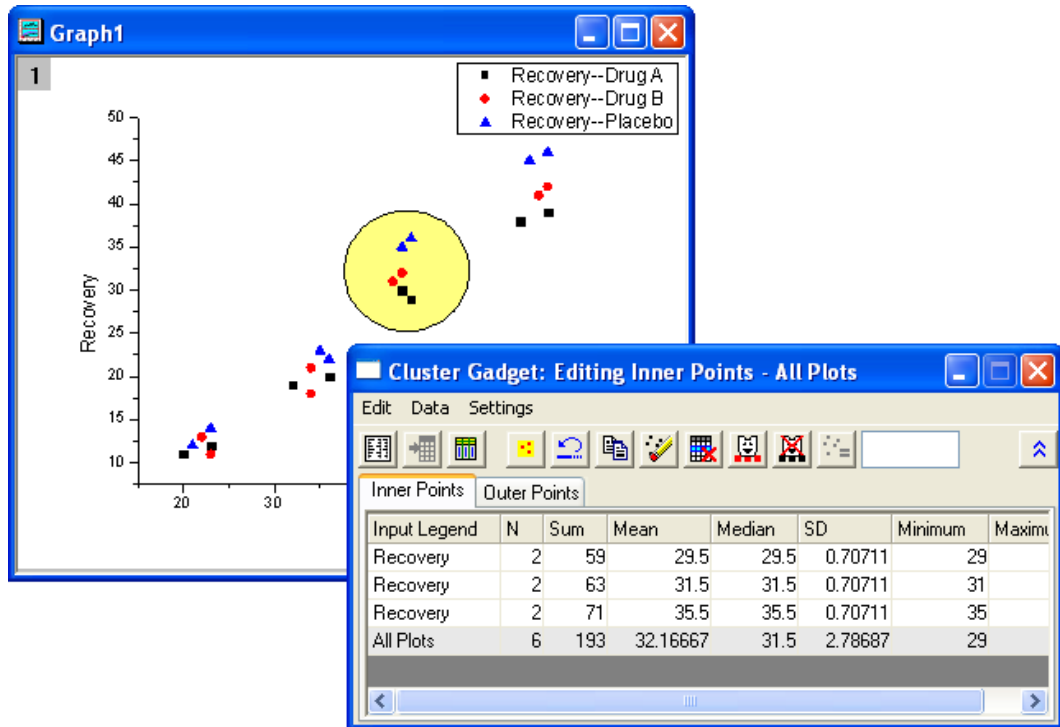 Graph1
1
Recovery--Drug A
Recovery--Drug B
Recovery--Placebo
50
45
40
35
30
25
20
15
10
Recovery
20
30
Cluster Gadget: Editing Inner Points - All Plots
Edit Data Settings
Inner Points Outer Points
Input Legend N Sum Mean Median SD Minimum Maximu
Recovery 2 59 29.5 29.5 0.70711 29
Recovery 2 63 31.5 31.5 0.70711 31
Recovery 2 71 35.5 35.5 0.70711 35
All Plots 6 193 32.16667 31.5 2.78687 29